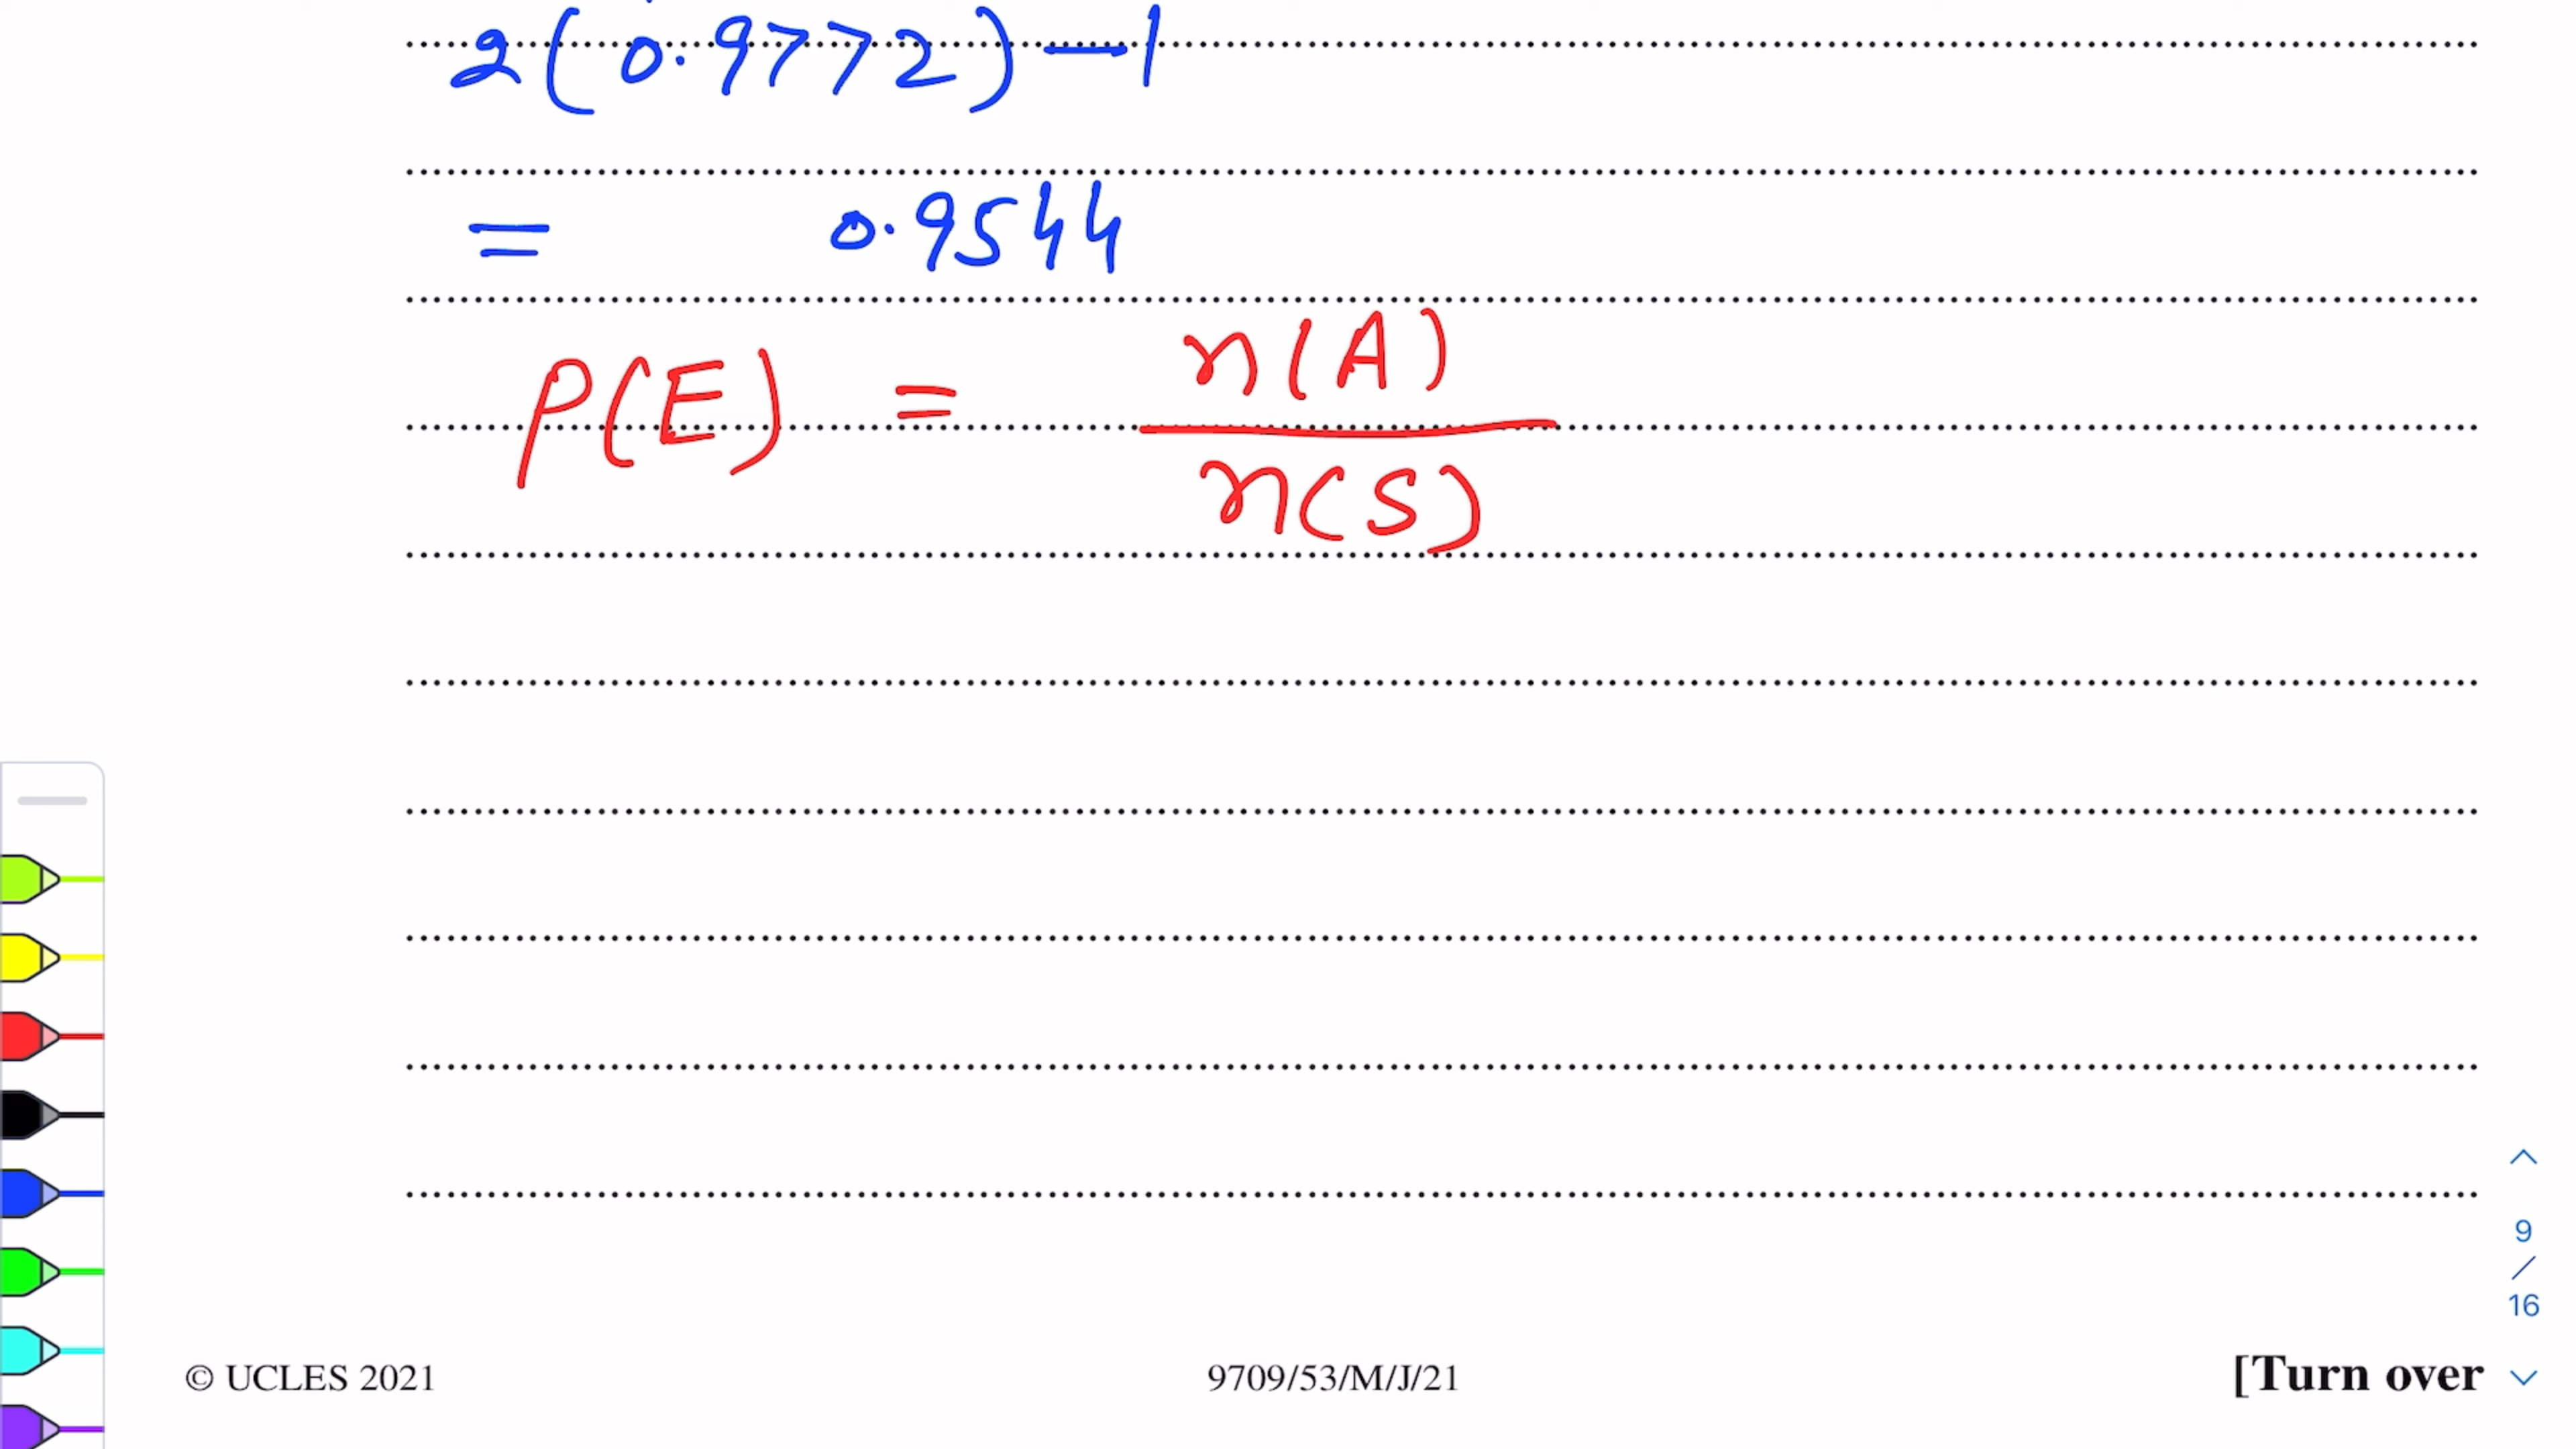 2(0.9772)-1
= 0.9544
P(E) = n(A)
n(S)
9
/
16
© UCLES 2021
9709/53/M/J/21
[Turn over